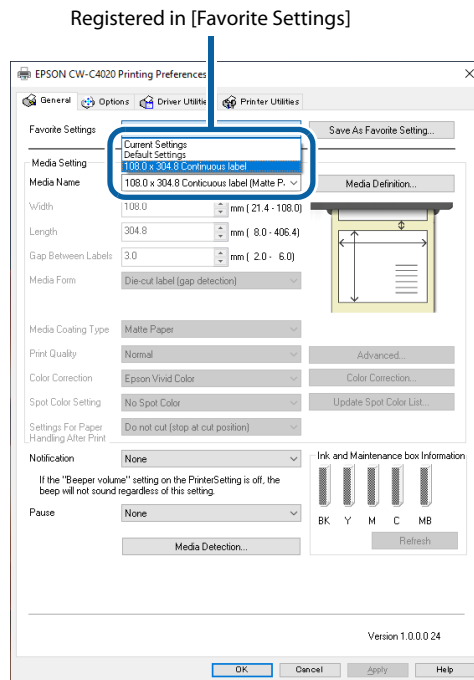 Registered in [Favorite Settings]
EPSON CW-C4020 Printing Preferences
General
Options
Driver Utilities
Printer Utilities
Favorite Settings
Save As Favorite Setting...
Current Settings
Default Settings
108.0 x 304.8 Continuous label
Media Setting
Media Name
108.0 x 304.8 Continuous label (Matte P
Media Definition...
Width
108.0
mm ( 21.4 - 108.0)
Length
304.8
mm ( 8.0 - 406.4)
Gap Between Labels
3.0
mm ( 2.0 - 6.0)
Media Form
Die-cut label (gap detection)
Media Coating Type
Matte Paper
Print Quality
Normal
Advanced...
Color Correction
Epson Vivid Color
Color Correction...
Spot Color Setting
No Spot Color
Update Spot Color List...
Settings For Paper
Handling After Print
Do not cut (stop at cut position)
Notification
None
If the "Beeper volume" setting on the PrinterSetting is off, the
beep will not sound regardless of this setting.
Pause
None
Media Detection...
Ink and Maintenance box Information
BK Y M C MB
Refresh
Version 1.0.0.0 24
OK
Cancel
Apply
Help